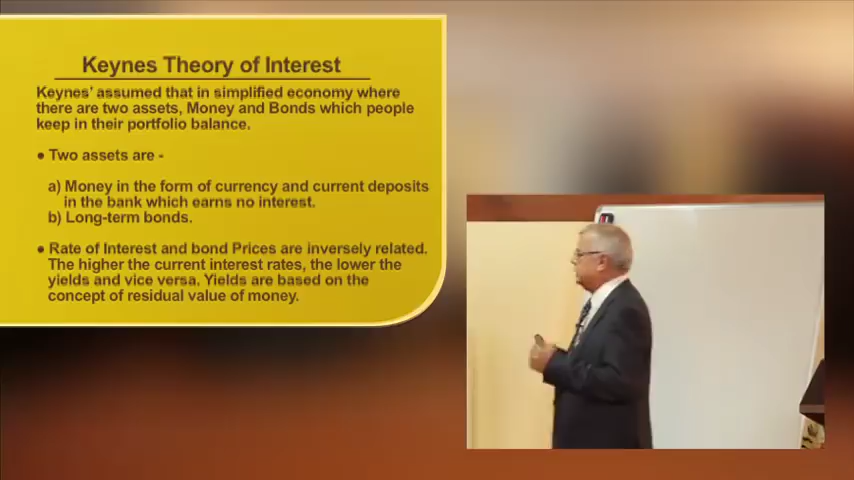 Keynes Theory of Interest
Keynes' assumed that in simplified economy where
there are two assets, Money and Bonds which people
keep in their portfolio balance.
● Two assets are -
a) Money in the form of currency and current deposits
in the bank which earns no interest.
b) Long-term bonds.
● Rate of Interest and bond Prices are inversely related.
The higher the current interest rates, the lower the
yields and vice versa. Yields are based on the
concept of residual value of money.